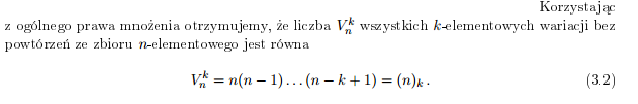 Korzystając
z ogólnego prawa mnożenia otrzymujemy, że liczba $V_n^k$ wszystkich $k$-elementowych wariacji bez
powtórzeń ze zbioru $n$-elementowego jest równa
$V_n^k = n(n-1)\ldots(n-k+1) = (n)_k\,.$ (3.2)